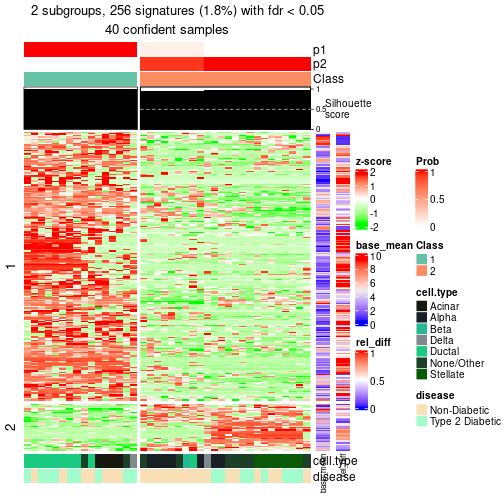 2 subgroups, 256 signatures (1.8%) with fdr < 0.05
40 confident samples
p1
p2
Class
1
0.5
0
Silhouette
score
1
2
cell.type
disease
base_mean
z-score
2
1
0
-1
-2
base_mean
10
8
6
4
2
0
rel_diff
1
0.5
0
Prob
1
0.5
0
Class
1
2
cell.type
Acinar
Alpha
Beta
Delta
Ductal
None/Other
Stellate
disease
Non-Diabetic
Type 2 Diabetic